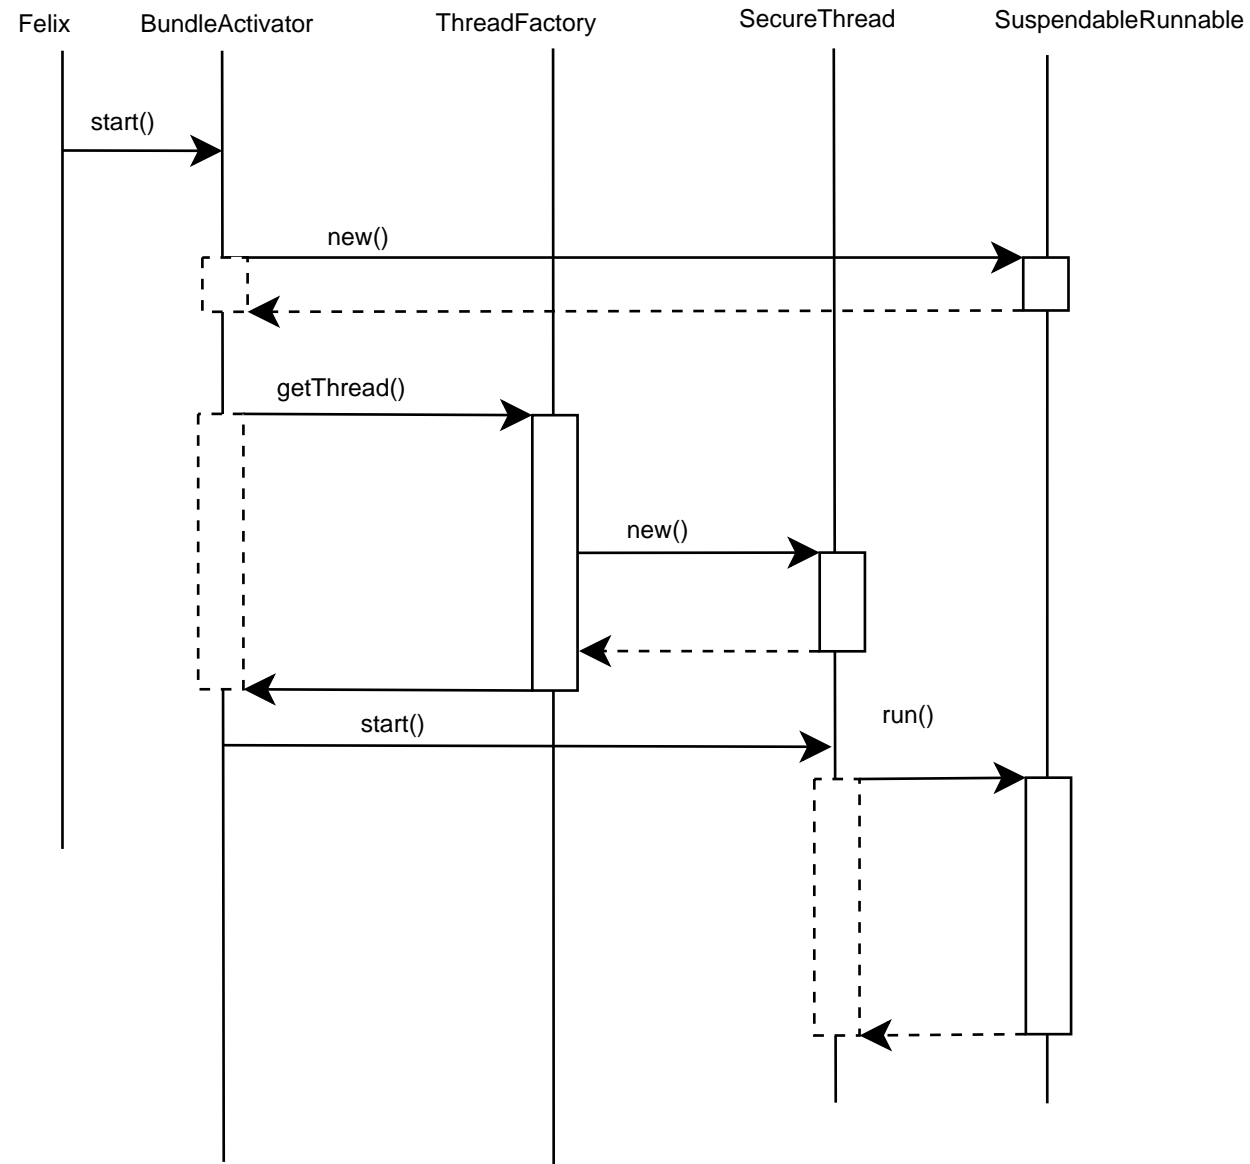 Felix
BundleActivator
ThreadFactory
SecureThread
SuspendableRunnable
start()
new()
getThread()
new()
start()
run()